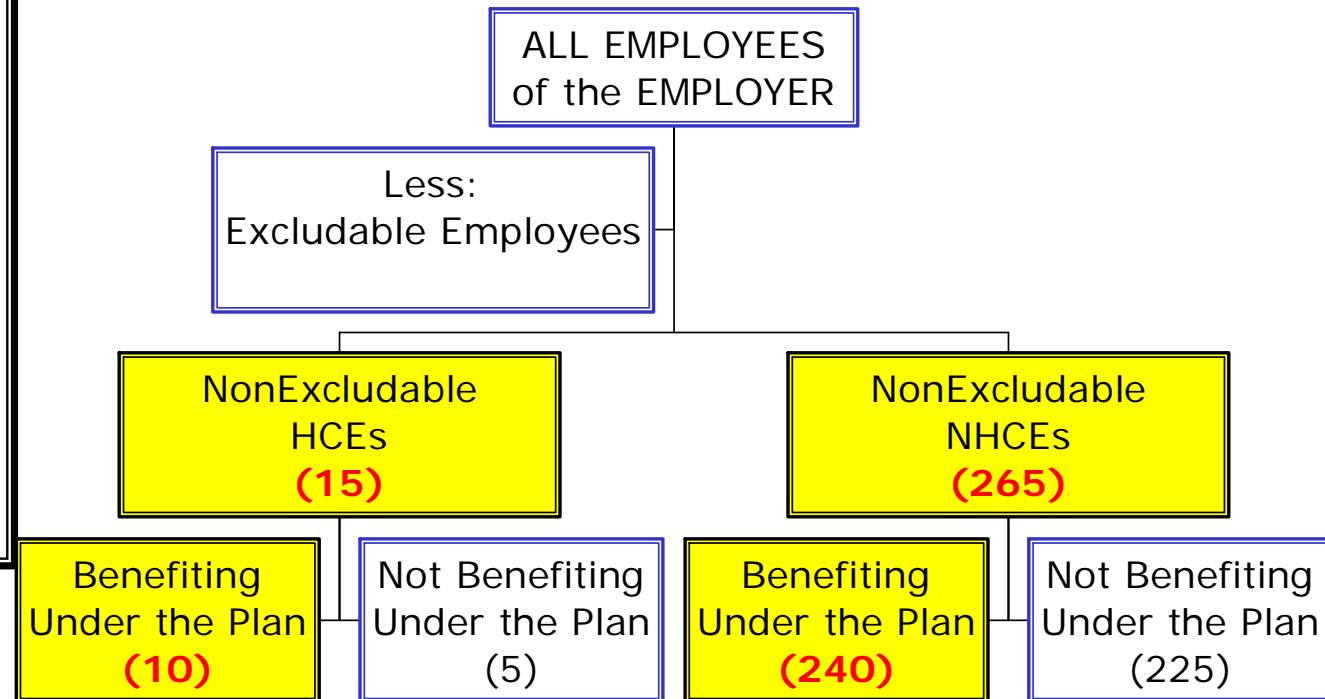 ALL EMPLOYEES
of the EMPLOYER
Less:
Excludable Employees
NonExcludable
HCEs
(15)
NonExcludable
NHCEs
(265)
Benefiting
Under the Plan
(10)
Not Benefiting
Under the Plan
(5)
Benefiting
Under the Plan
(240)
Not Benefiting
Under the Plan
(225)